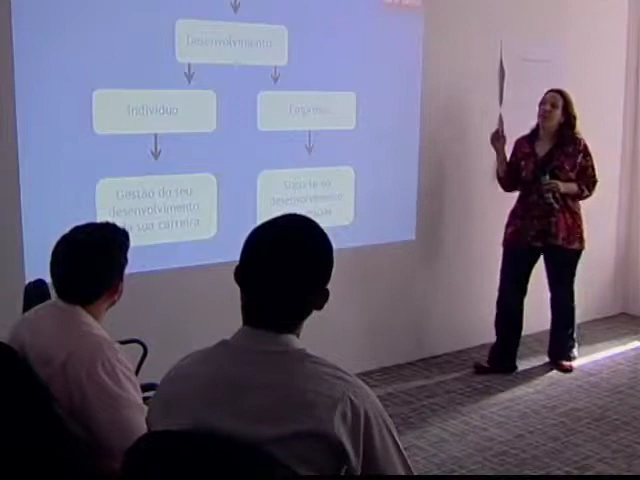 Desenvolvimento
Indivíduo
Empresa
Gestão do seu
desenvolvimento
sua carreira
desenvolvimento